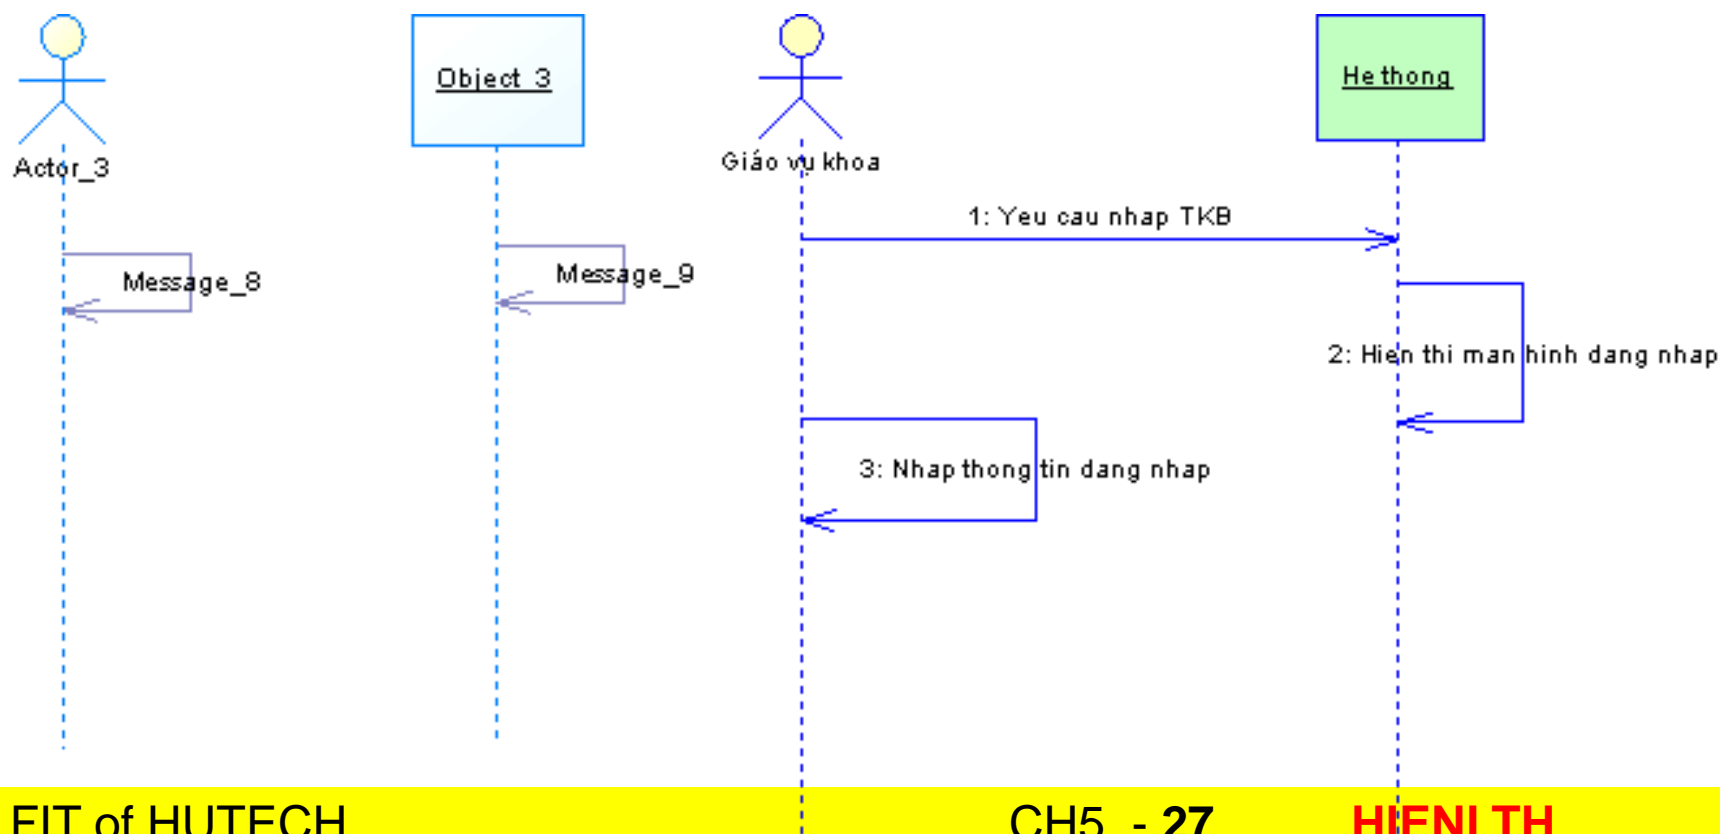 Object_3
He thong
Actor_3
Giáo vụ khoa
1: Yeu cau nhap TKB
Message_8
Message_9
2: Hien thi man hinh dang nhap
3: Nhap thong tin dang nhap
FIT of HUTECH
CH5 - 27
HIENLTH